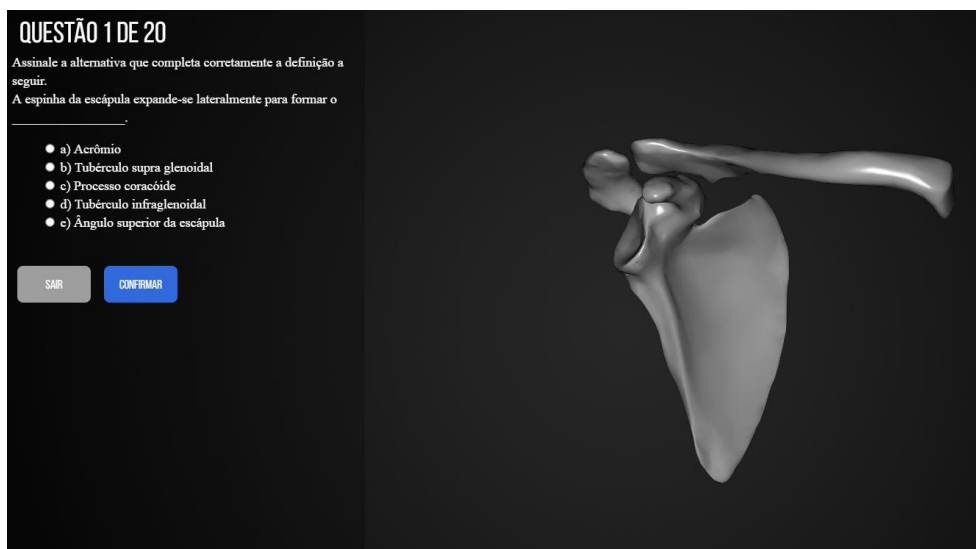 QUESTÃO 1 DE 20
Assinale a alternativa que completa corretamente a definição a
seguir.
A espinha da escápula expande-se lateralmente para formar o
_________________.
a) Acrômio
b) Tubérculo supra glenoidal
c) Processo coracóide
d) Tubérculo infraglenoidal
e) Ângulo superior da escápula
SAIR CONFIRMAR